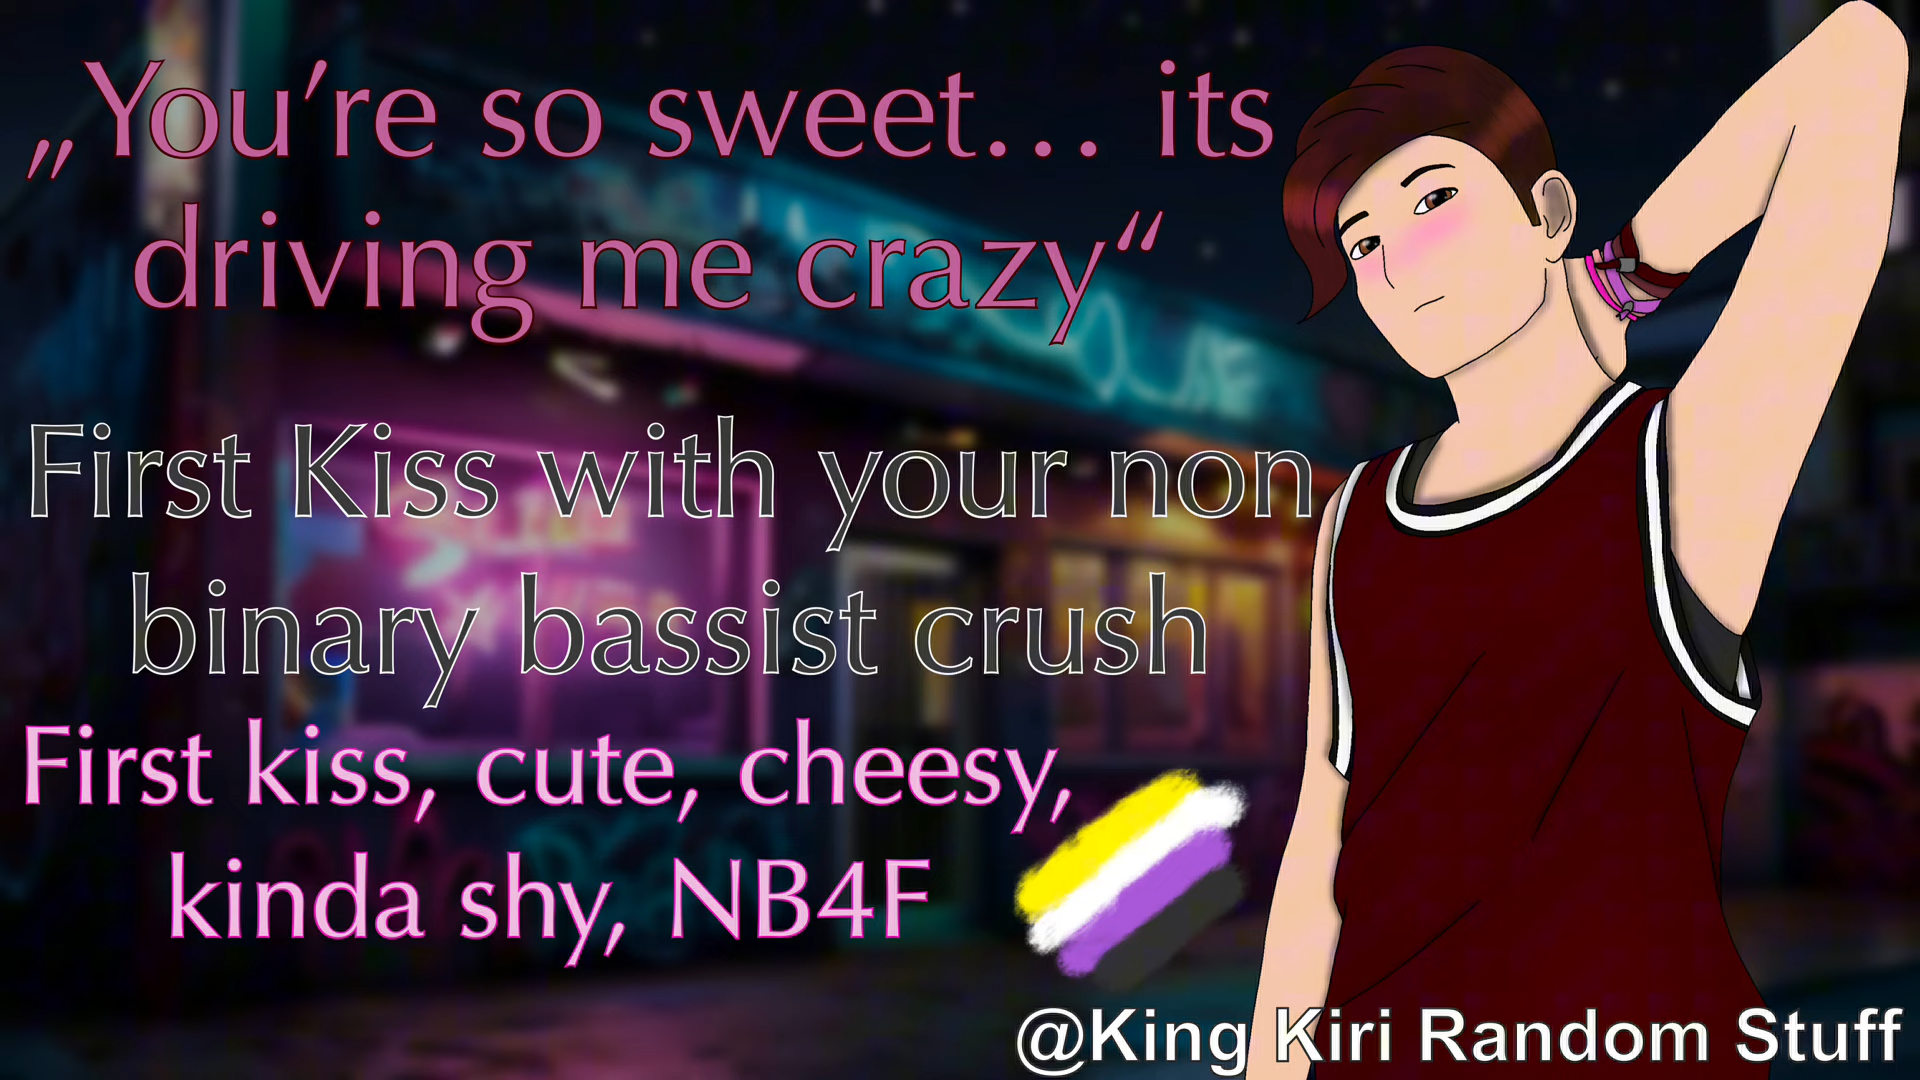 „You’re so sweet... its
driving me crazy“
First Kiss with your non
binary bassist crush
First kiss, cute, cheesy,
kinda shy, NB4F
@King Kiri Random Stuff